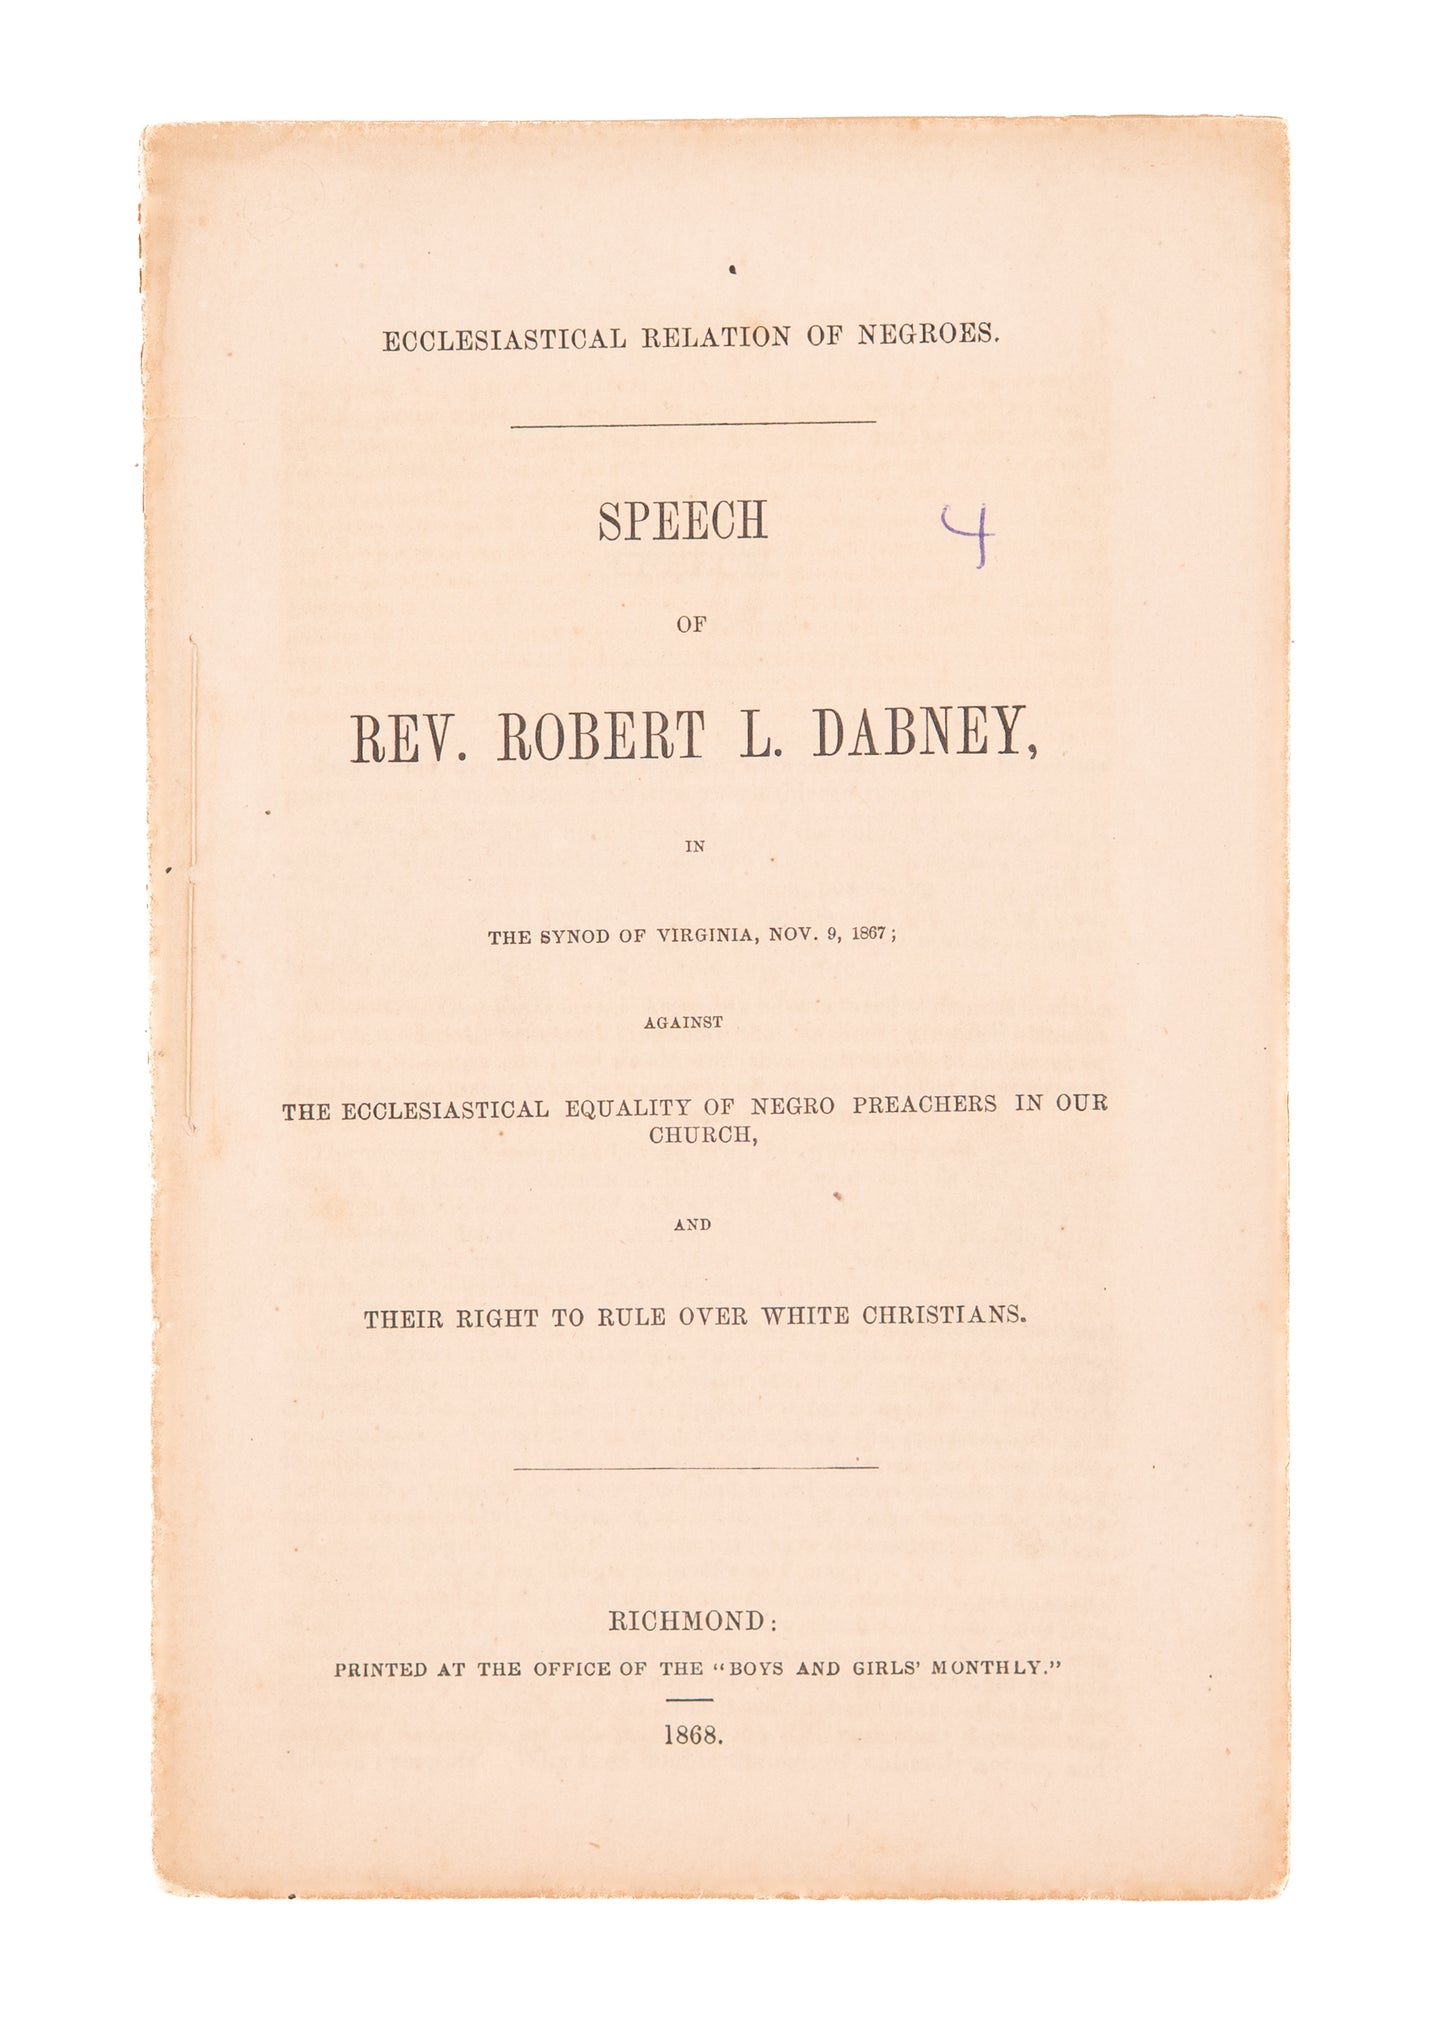 ECCLESIASTICAL RELATION OF NEGROES.
SPEECH
4
OF
REV. ROBERT L. DABNEY,
IN
THE SYNOD OF VIRGINIA, NOV. 9, 1867;
AGAINST
THE ECCLESIASTICAL EQUALITY OF NEGRO PREACHERS IN OUR
CHURCH,
AND
THEIR RIGHT TO RULE OVER WHITE CHRISTIANS.
RICHMOND:
PRINTED AT THE OFFICE OF THE "BOYS AND GIRLS' MONTHLY."
1868.